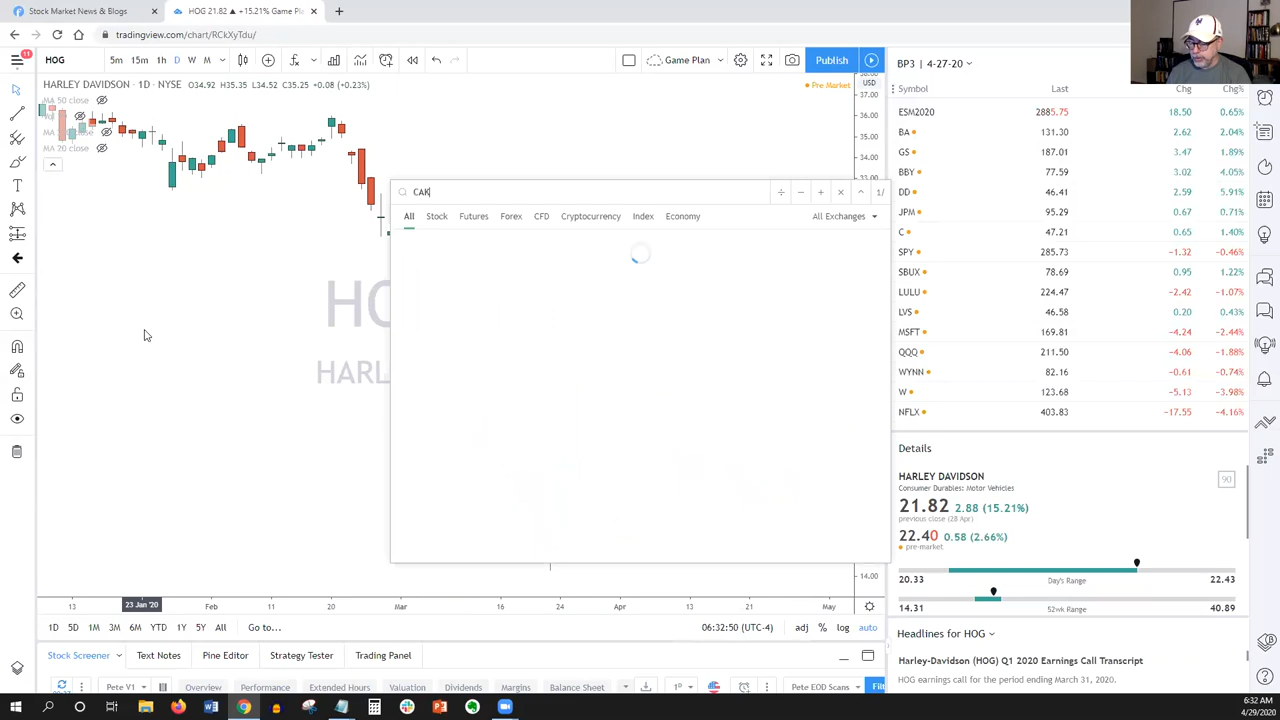 Stock Market News & Blogs
HOG 21.82 ▲ +15.21% Game Pl
tradingview.com/chart/RCkXyTdu/
11
HOG
5m 15m 1h D W M
Game Plan
Publish
HARLEY DAVIDSON · 1D · NYSE O34.92 H35.35 L34.52 C35.25 +0.08 (+0.23%)
Pre Market
USD
MA 50 close
MA 20 close
37.00
36.00
35.00
34.00
33.00
14.00
HARL
CAK
1/
All Stock Futures Forex CFD Cryptocurrency Index Economy
All Exchanges
13 23 Jan '20 Feb 11 20 Mar 16 24 Apr 13 21 May
1D 5D 1M 3M 6M YTD 1Y 5Y All Go to...
06:32:50 (UTC-4) adj % log auto
Stock Screener Text Notes Pine Editor Strategy Tester Trading Panel
Pete V1 Overview Performance Extended Hours Valuation Dividends Margins Balance Sheet 1D Pete EOD Scans Filt
BP3 | 4-27-20
Symbol Last Chg Chg%
ESM2020 2885.75 18.50 0.65%
BA 131.30 2.62 2.04%
GS 187.01 3.47 1.89%
BBY 77.59 3.02 4.05%
DD 46.41 2.59 5.91%
JPM 95.29 0.67 0.71%
C 47.21 0.65 1.40%
SPY 285.73 −1.32 −0.46%
SBUX 78.69 0.95 1.22%
LULU 224.47 −2.42 −1.07%
LVS 46.58 0.20 0.43%
MSFT 169.81 −4.24 −2.44%
QQQ 211.50 −4.06 −1.88%
WYNN 82.16 −0.61 −0.74%
W 123.68 −5.13 −3.98%
NFLX 403.83 −17.55 −4.16%
Details
HARLEY DAVIDSON
Consumer Durables: Motor Vehicles
90
21.82 2.88 (15.21%)
previous close (28 Apr)
22.40 0.58 (2.66%)
pre-market
20.33 Day's Range 22.43
14.31 52wk Range 40.89
Headlines for HOG
Harley-Davidson (HOG) Q1 2020 Earnings Call Transcript
HOG earnings call for the period ending March 31, 2020.
6:32 AM
4/29/2020